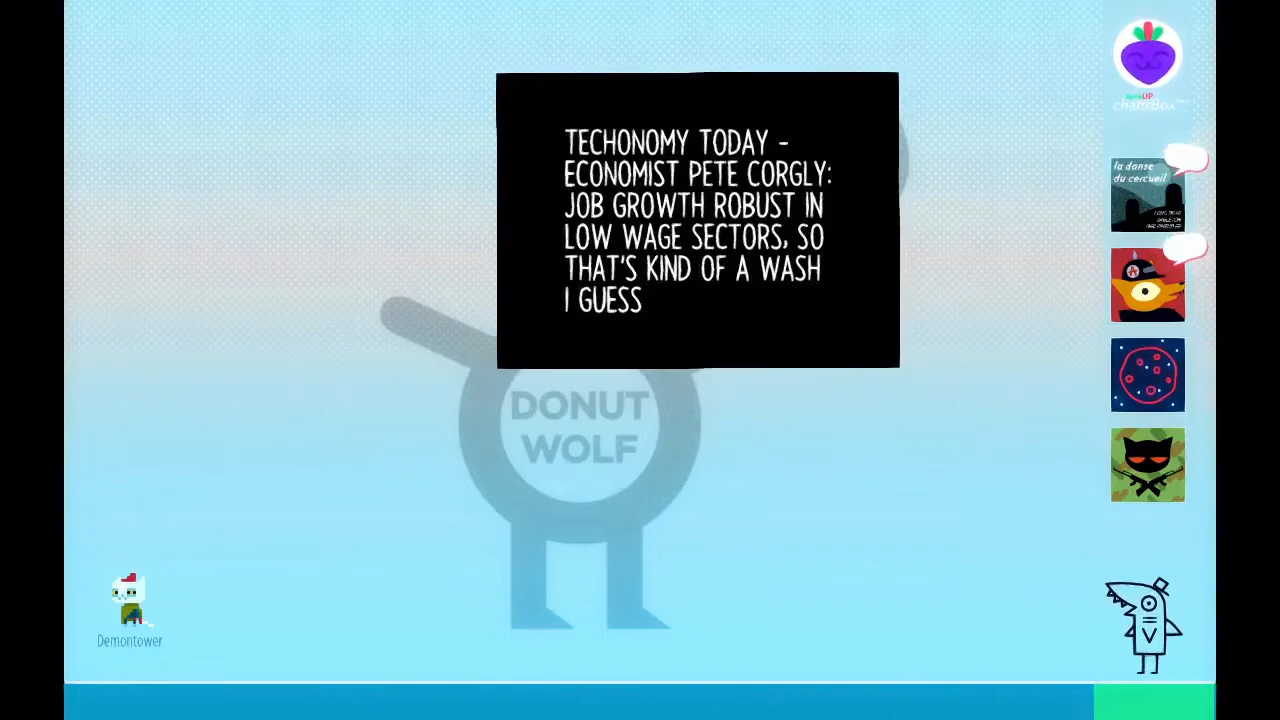 TECHONOMY TODAY -
ECONOMIST PETE CORGLY:
JOB GROWTH ROBUST IN
LOW WAGE SECTORS, SO
THAT'S KIND OF A WASH
I GUESS
DONUT
WOLF
chattrBox
la danse
du cercueil
Demontower